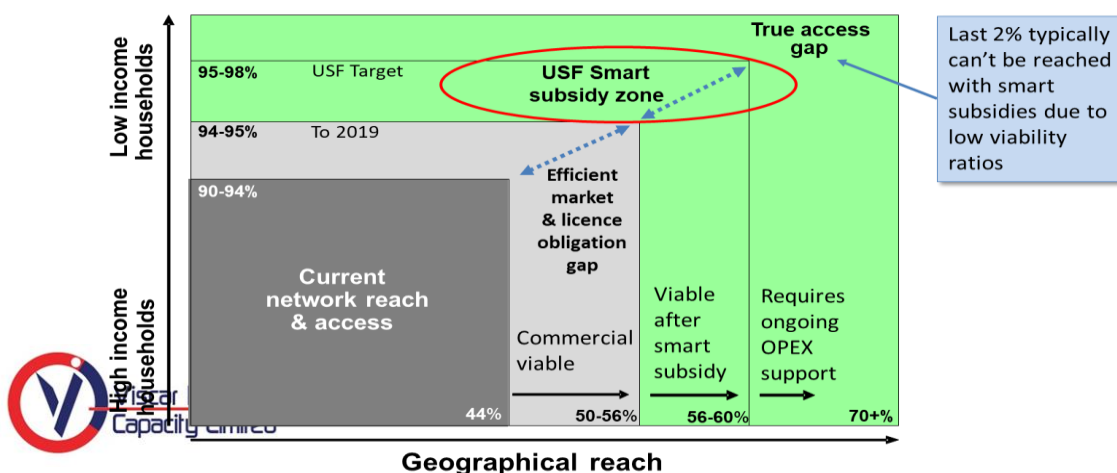 Low income
households
High income
households
True access
gap
95-98%
USF Target
USF Smart
subsidy zone
94-95%
To 2019
90-94%
Efficient
market
& licence
obligation
gap
Current
network reach
& access
Commercial
viable
Viable
after
smart
subsidy
Requires
ongoing
OPEX
support
44%
50-56%
56-60%
70+%
Geographical reach
Last 2% typically
can’t be reached
with smart
subsidies due to
low viability
ratios
Capacity Limited